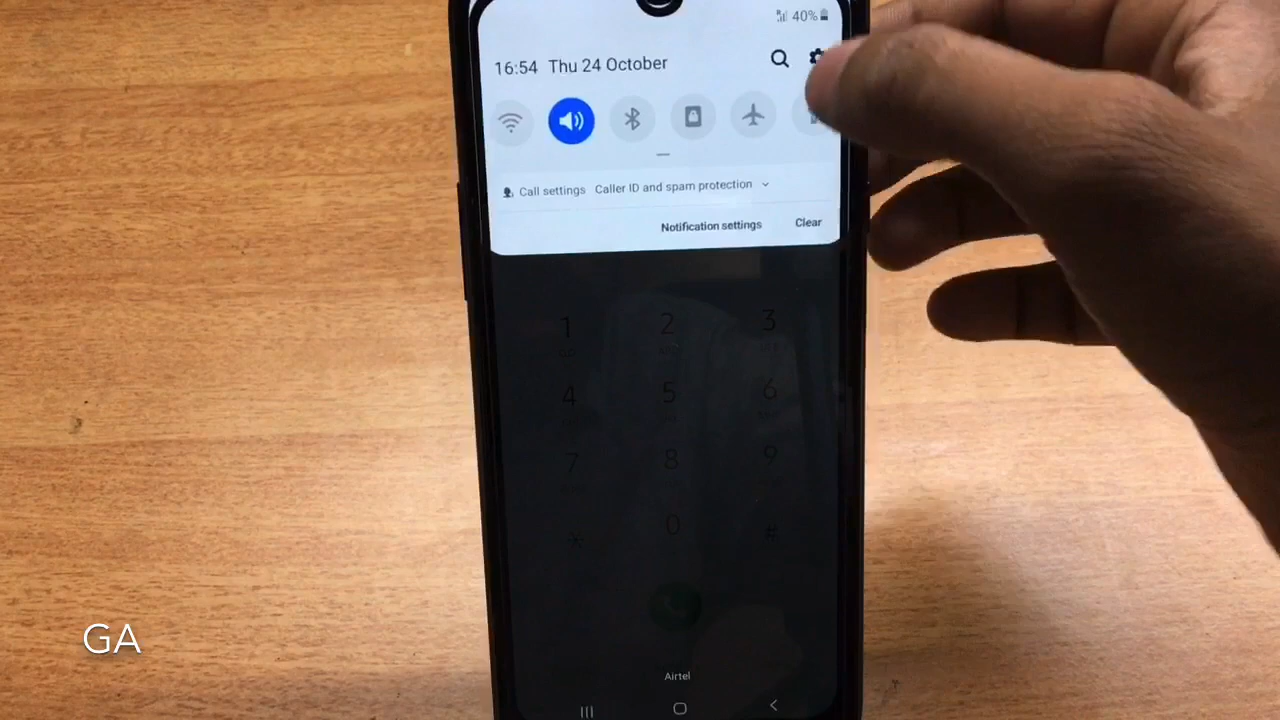 40%
16:54 Thu 24 October
Call settings Caller ID and spam protection
Notification settings Clear
1 2 3
4 5 6
7 8 9
* 0 #
Airtel
GA